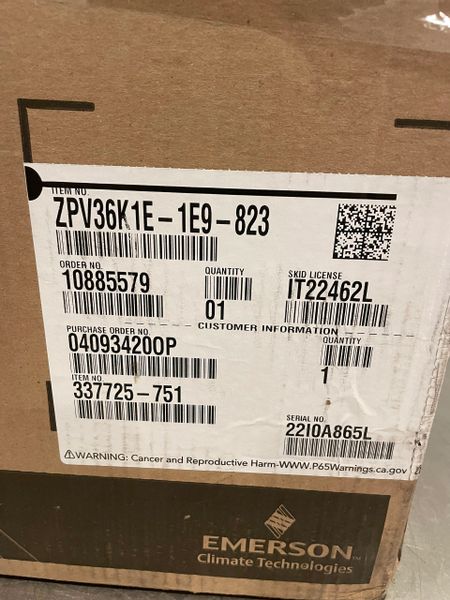 ITEM NO.
ZPV36K1E-1E9-823
ORDER NO.
10885579
QUANTITY
01
SKID LICENSE
IT22462L
CUSTOMER INFORMATION
PURCHASE ORDER NO.
04093420OP
QUANTITY
1
ITEM NO.
337725-751
SERIAL NO.
22I0A865L
⚠WARNING: Cancer and Reproductive Harm-WWW.P65Warnings.ca.gov
EMERSON™
Climate Technologies